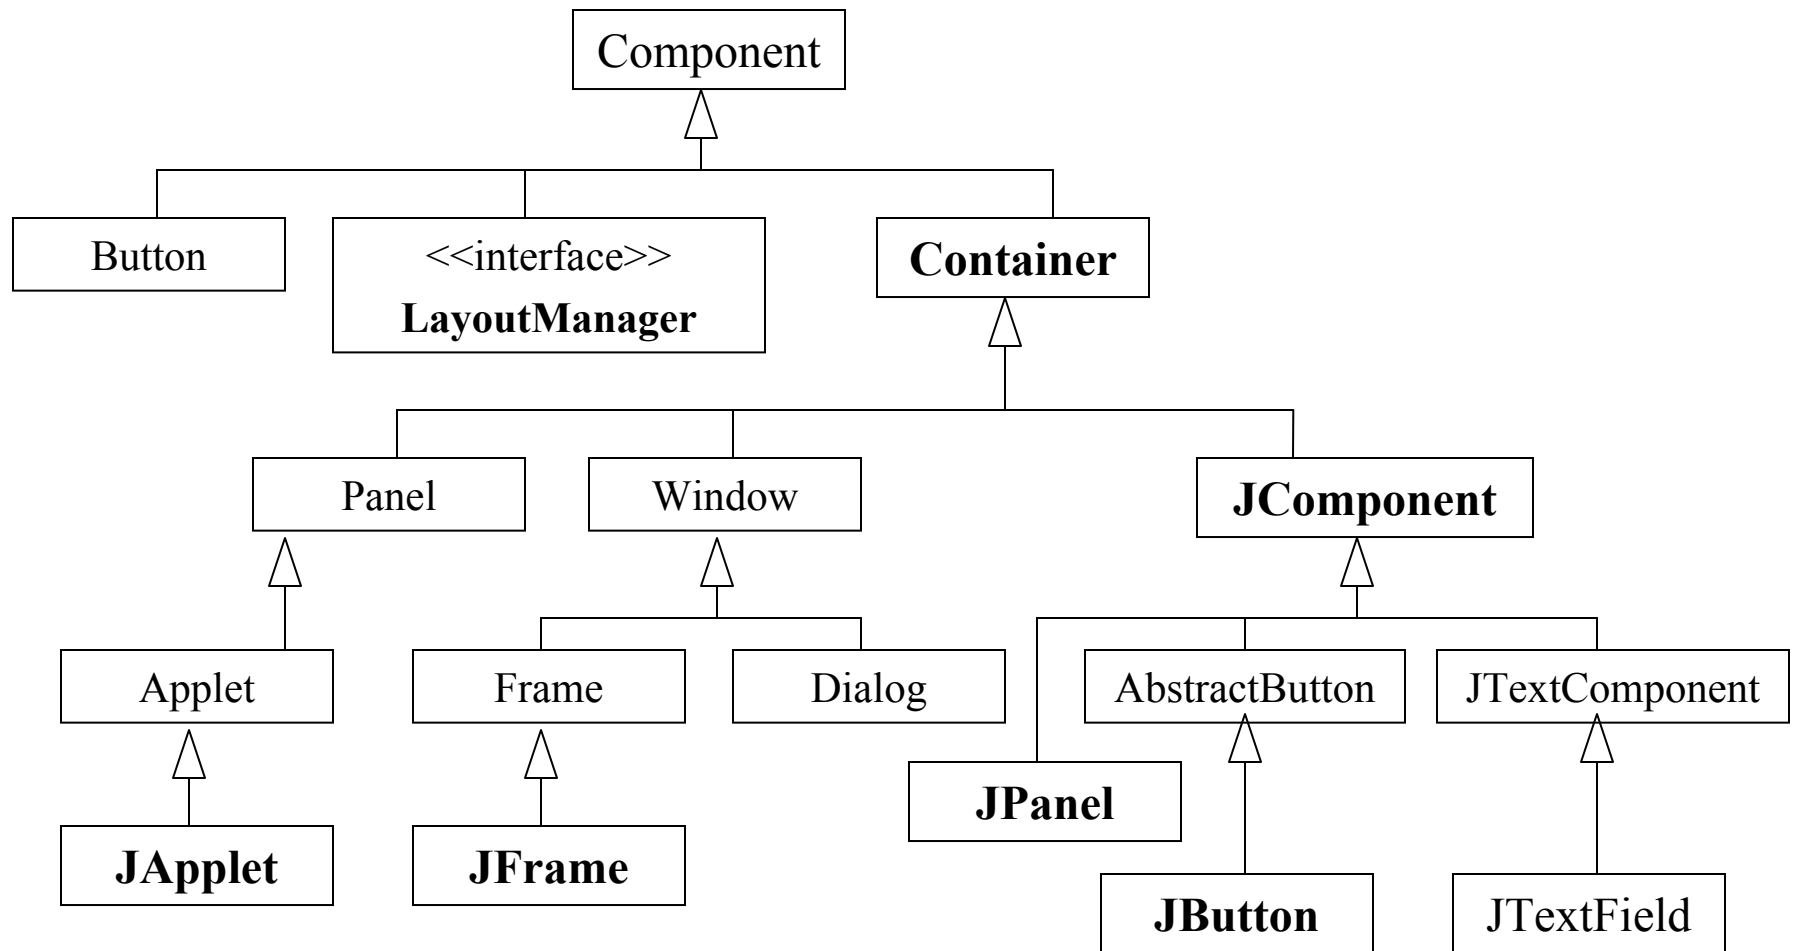 Component
Button
<<interface>>
LayoutManager
Container
Panel
Window
JComponent
Applet
Frame
Dialog
AbstractButton
JTextComponent
JPanel
JApplet
JFrame
JButton
JTextField